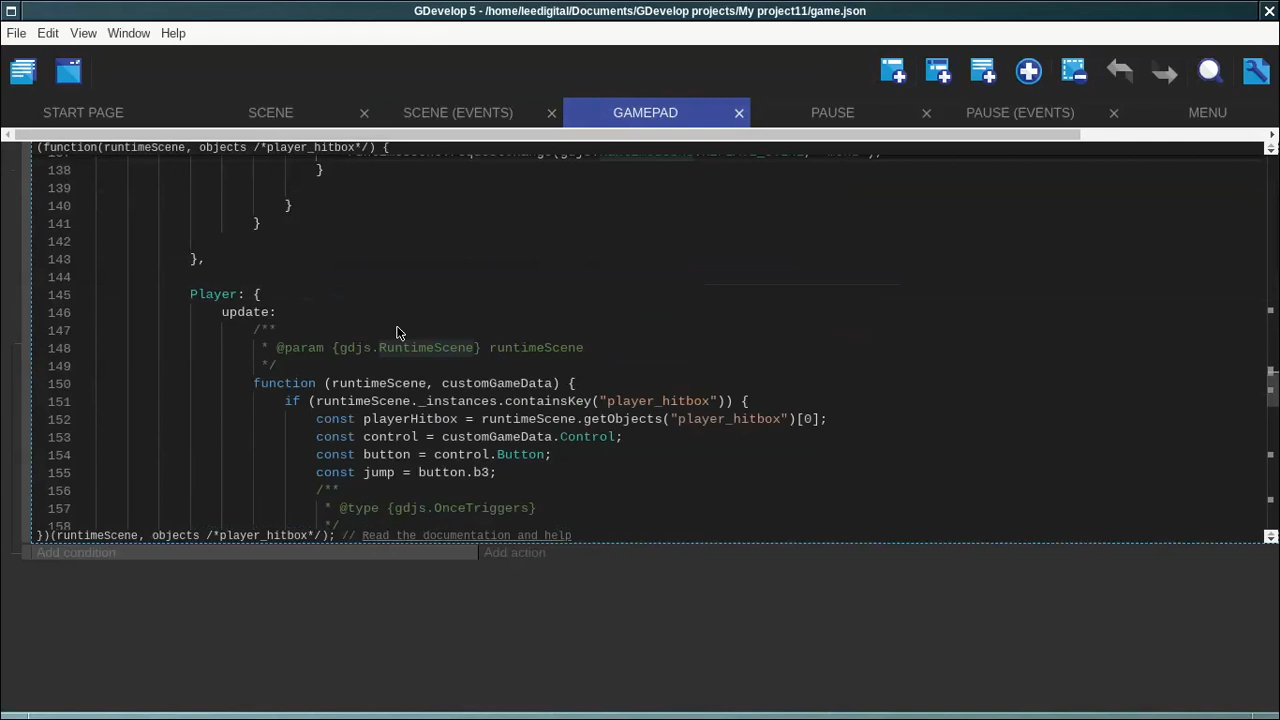 GDevelop 5 - /home/leedigital/Documents/GDevelop projects/My project11/game.json
File Edit View Window Help
START PAGE SCENE SCENE (EVENTS) GAMEPAD PAUSE PAUSE (EVENTS) MENU
(function(runtimeScene, objects /*player_hitbox*/) {
138 }
139
140 }
141 }
142
143 },
144
145 Player: {
146 update:
147 /**
148 * @param {gdjs.RuntimeScene} runtimeScene
149 */
150 function (runtimeScene, customGameData) {
151 if (runtimeScene._instances.containsKey("player_hitbox")) {
152 const playerHitbox = runtimeScene.getObjects("player_hitbox")[0];
153 const control = customGameData.Control;
154 const button = control.Button;
155 const jump = button.b3;
156 /**
157 * @type {gdjs.OnceTriggers}
158 */
})(runtimeScene, objects /*player_hitbox*/); // Read the documentation and help
Add condition Add action